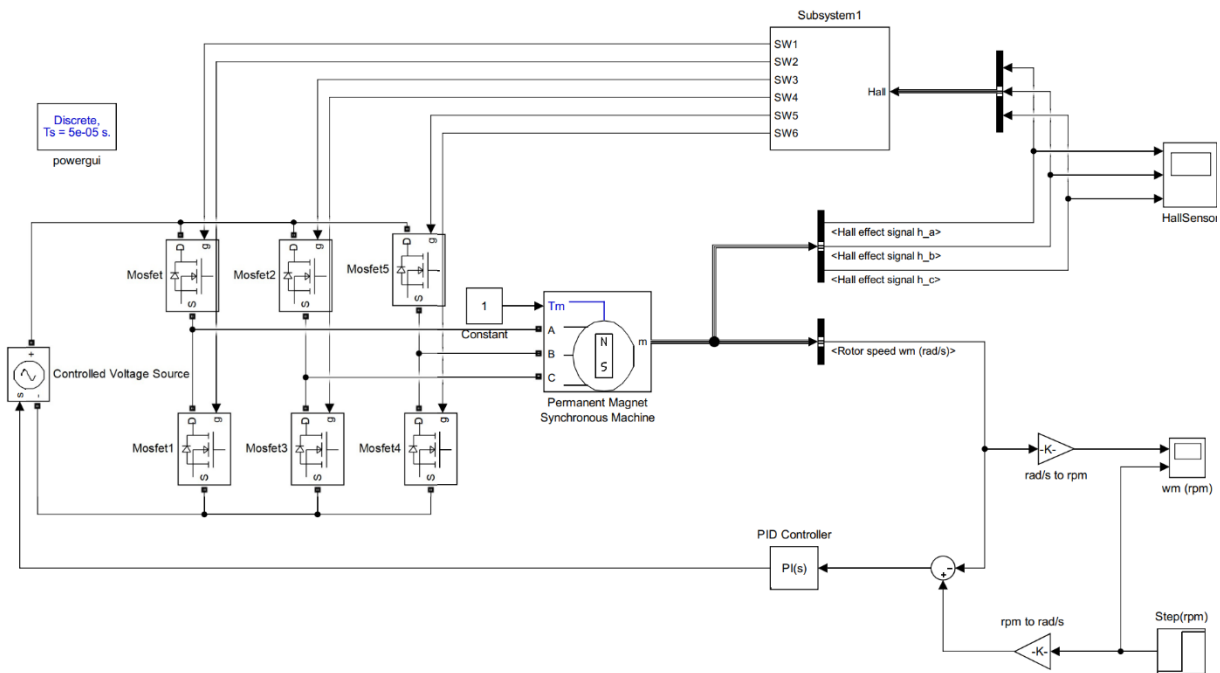 Subsystem1
SW1
SW2
SW3
SW4
SW5
SW6
Hall
Discrete,
Ts = 5e-05 s.
powergui
HallSensor
<Hall effect signal h_a>
<Hall effect signal h_b>
<Hall effect signal h_c>
D
g
S
Mosfet
D
g
S
Mosfet2
D
g
S
Mosfet5
1
Constant
Tm
A
B
C
N
S
m
Permanent Magnet
Synchronous Machine
<Rotor speed wm (rad/s)>
+
s
-
Controlled Voltage Source
D
g
S
Mosfet1
D
g
S
Mosfet3
D
g
S
Mosfet4
-K-
rad/s to rpm
wm (rpm)
PID Controller
PI(s)
−
+
rpm to rad/s
-K-
Step(rpm)